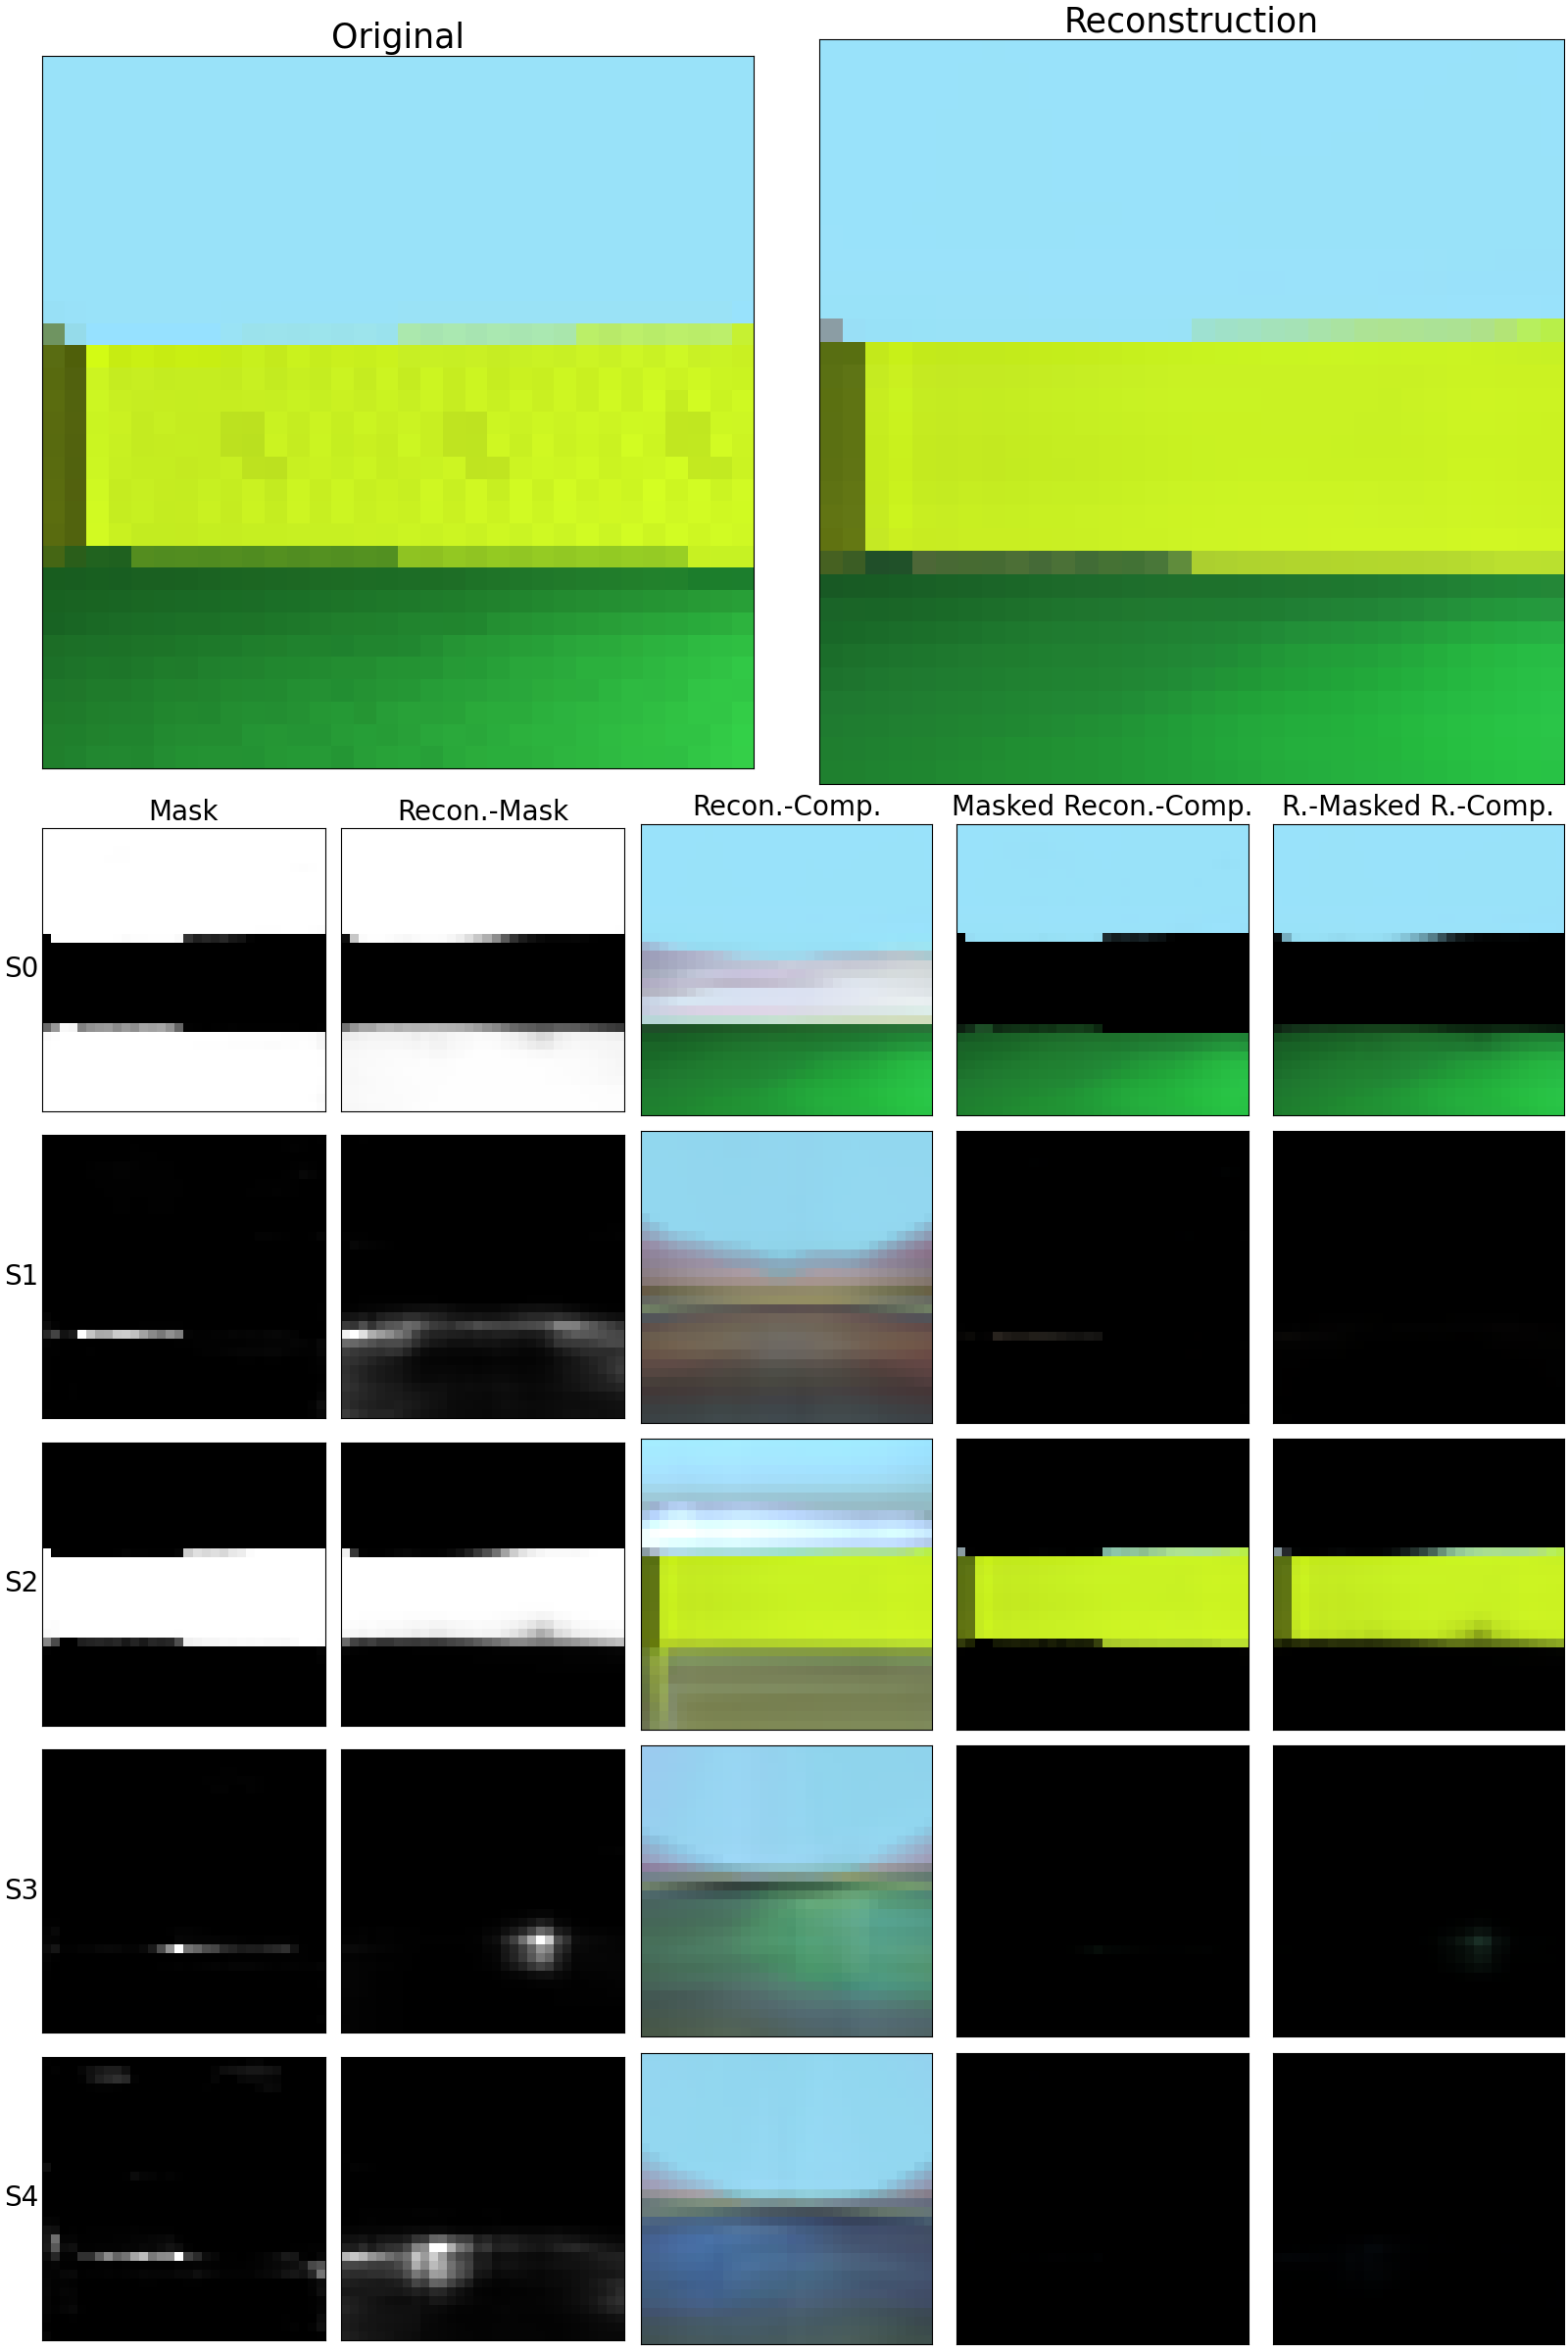 Original
Reconstruction
Mask
Recon.-Mask
Recon.-Comp.
Masked Recon.-Comp.
R.-Masked R.-Comp.
S0
S1
S2
S3
S4